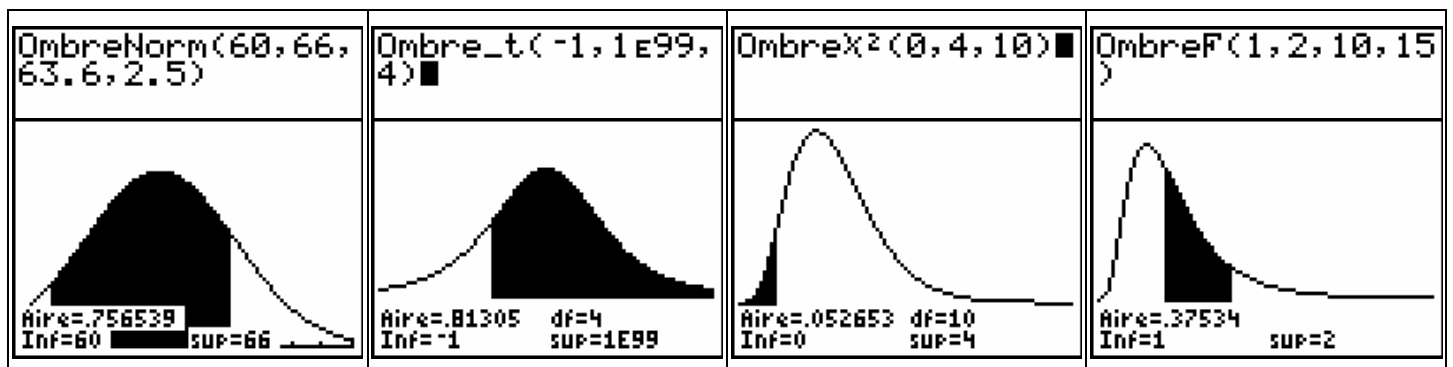 OmbreNorm(60,66,
63.6,2.5)
Aire=.756539
Inf=60 sup=66
Ombre_t(-1,1E99,
4)
Aire=.81305 df=4
Inf=-1 sup=1E99
Ombreχ²(0,4,10)
Aire=.052653 df=10
Inf=0 sup=4
Ombre𝐅(1,2,10,15
)
Aire=.37534
Inf=1 sup=2